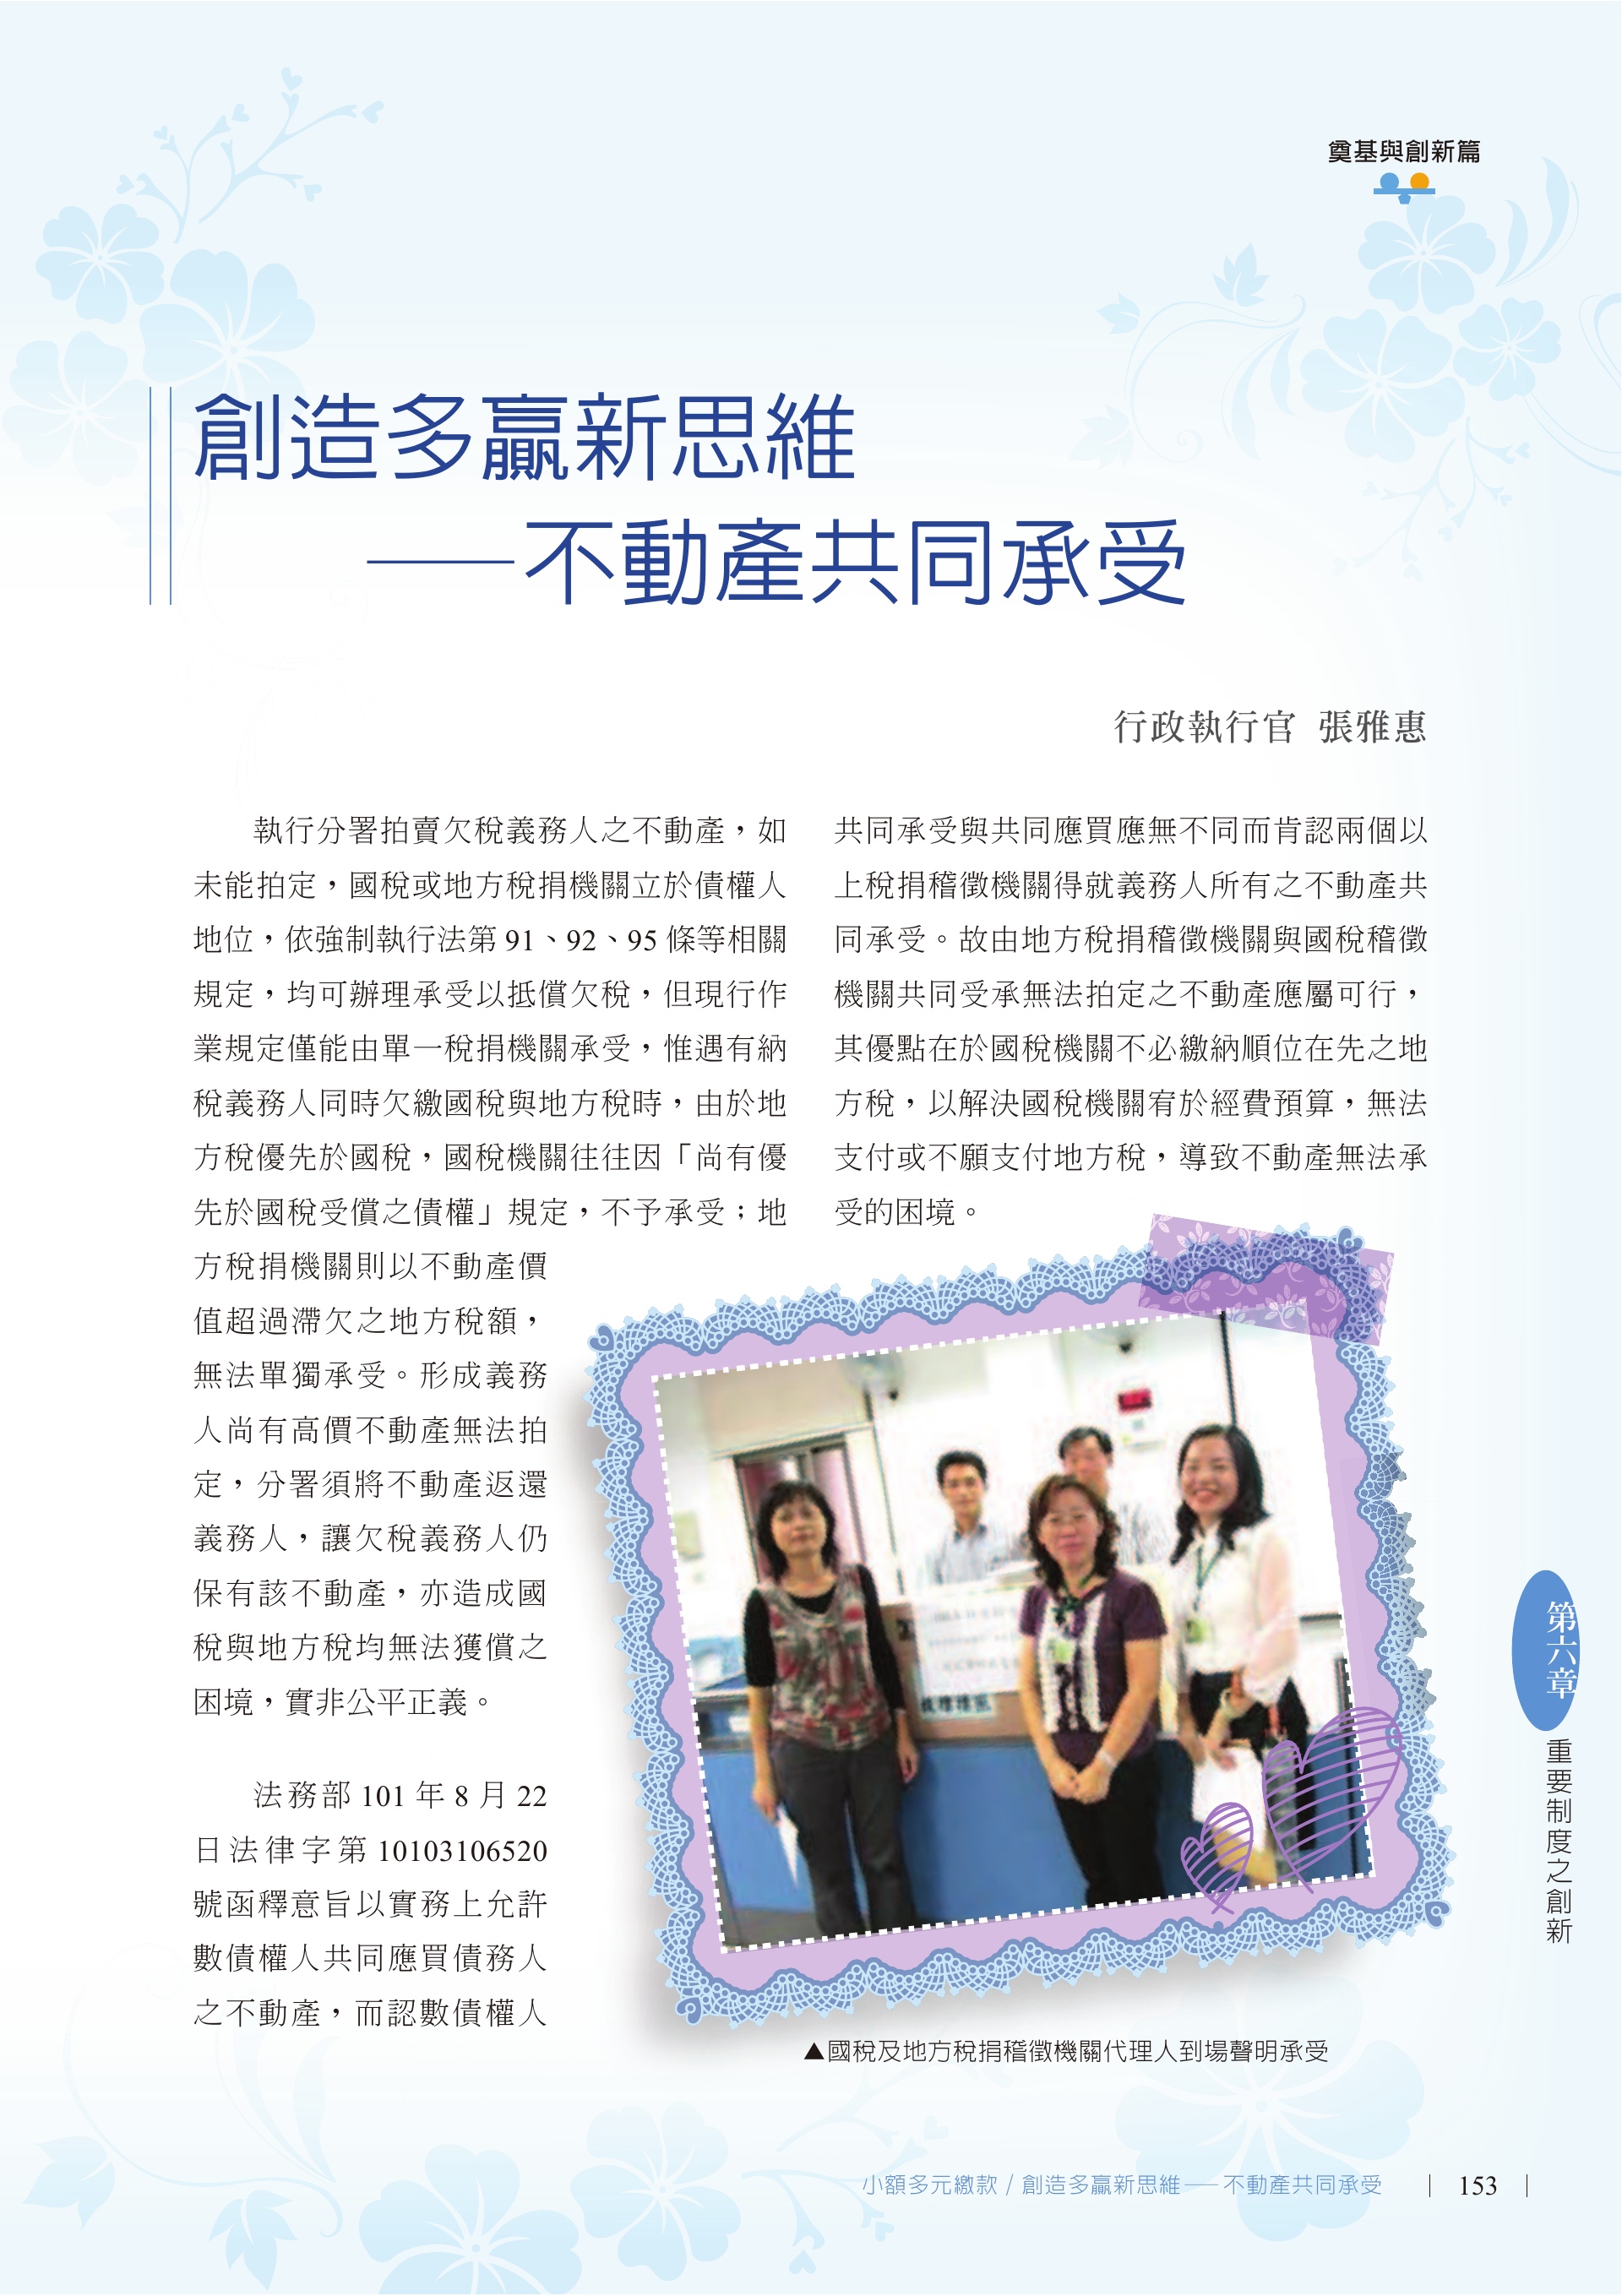 奠基與創新篇
創造多贏新思維
——不動產共同承受
行政執行官 張雅惠
執行分署拍賣欠稅義務人之不動產，如
未能拍定，國稅或地方稅捐機關立於債權人
地位，依強制執行法第 91、92、95 條等相關
規定，均可辦理承受以抵償欠稅，但現行作
業規定僅能由單一稅捐機關承受，惟遇有納
稅義務人同時欠繳國稅與地方稅時，由於地
方稅優先於國稅，國稅機關往往因「尚有優
先於國稅受償之債權」規定，不予承受；地
方稅捐機關則以不動產價
值超過滯欠之地方稅額，
無法單獨承受。形成義務
人尚有高價不動產無法拍
定，分署須將不動產返還
義務人，讓欠稅義務人仍
保有該不動產，亦造成國
稅與地方稅均無法獲償之
困境，實非公平正義。
法務部 101 年 8 月 22
日法律字第 10103106520
號函釋意旨以實務上允許
數債權人共同應買債務人
之不動產，而認數債權人
共同承受與共同應買應無不同而肯認兩個以
上稅捐稽徵機關得就義務人所有之不動產共
同承受。故由地方稅捐稽徵機關與國稅稽徵
機關共同受承無法拍定之不動產應屬可行，
其優點在於國稅機關不必繳納順位在先之地
方稅，以解決國稅機關宥於經費預算，無法
支付或不願支付地方稅，導致不動產無法承
受的困境。
▲國稅及地方稅捐稽徵機關代理人到場聲明承受
第六章
重要制度之創新
小額多元繳款 / 創造多贏新思維——不動產共同承受
153